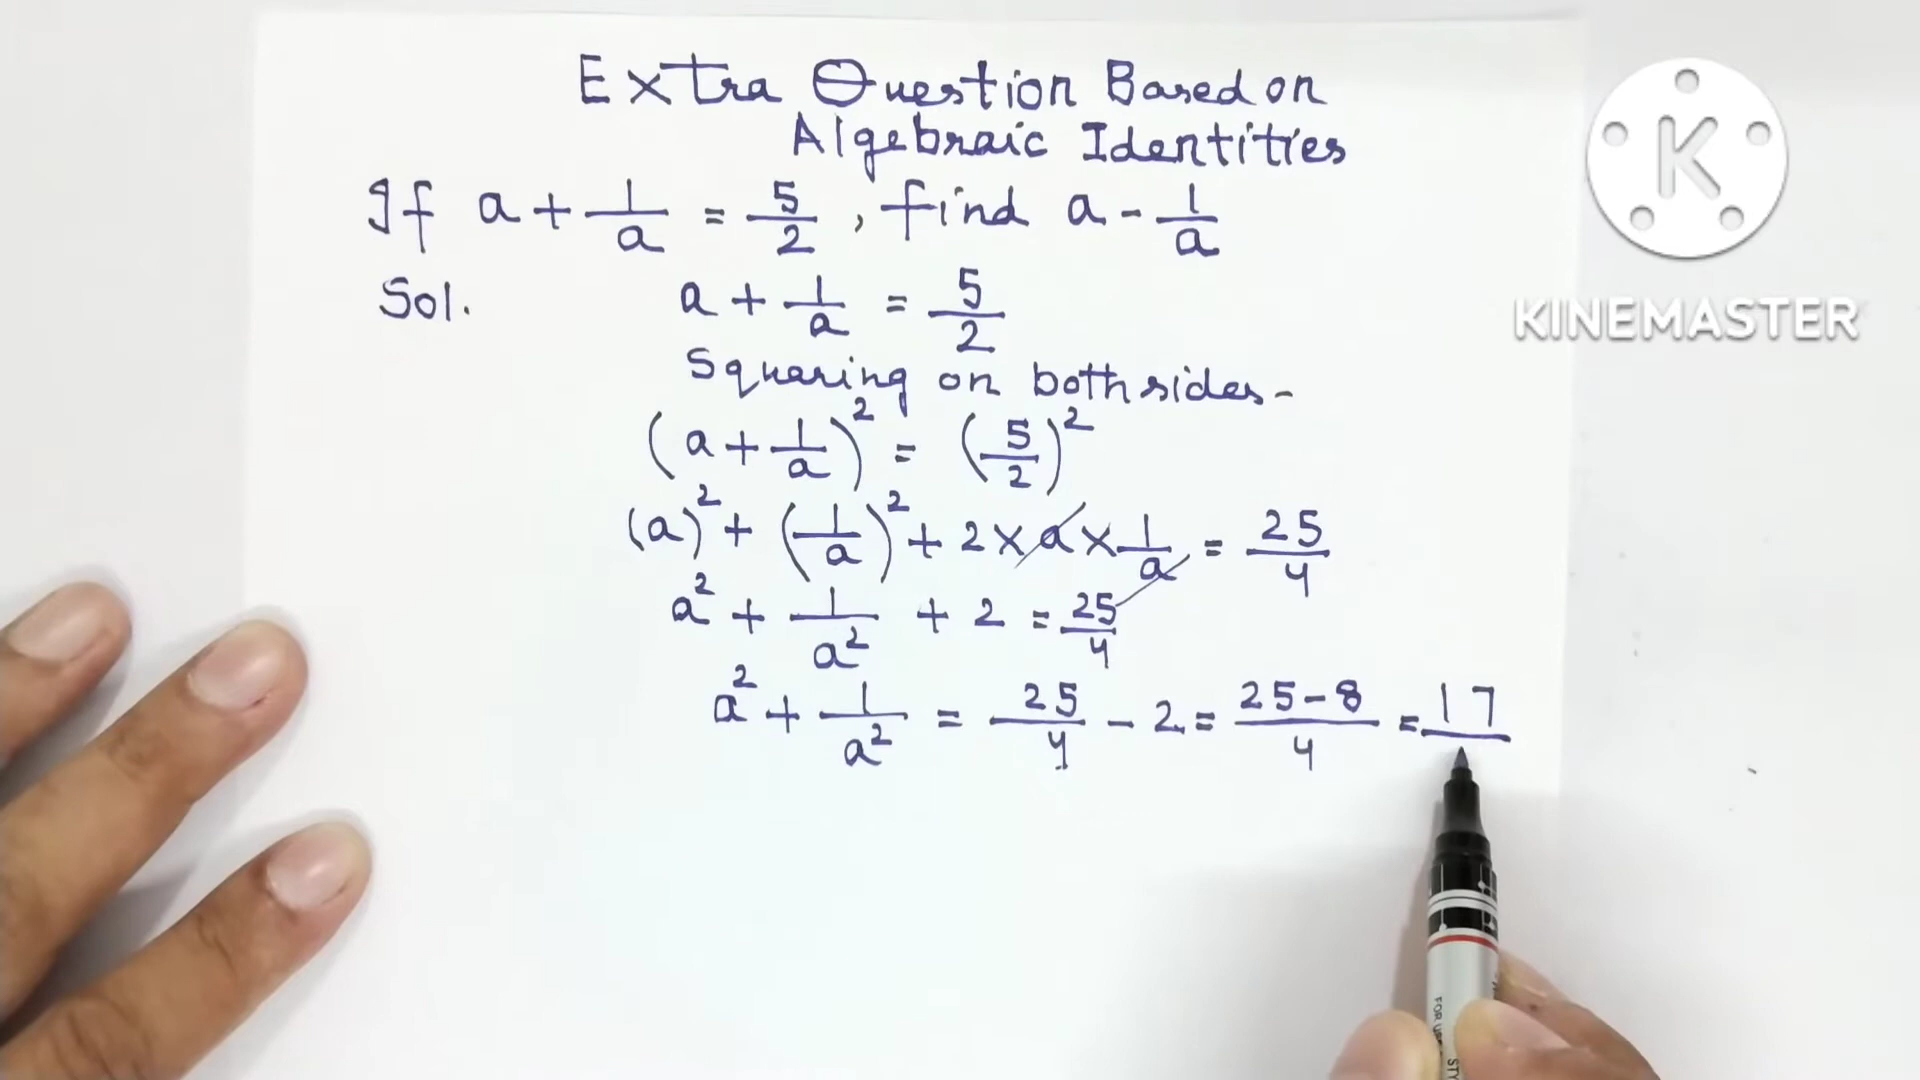 Extra Question Based on
Algebraic Identities
If a + 1/a = 5/2, find a - 1/a
Sol. a + 1/a = 5/2
Squaring on both sides-
(a + 1/a)² = (5/2)²
(a)² + (1/a)² + 2 × a × 1/a = 25/4
a² + 1/a² + 2 = 25/4
a² + 1/a² = 25/4 - 2 = 25-8/4 = 17/
KINEMASTER